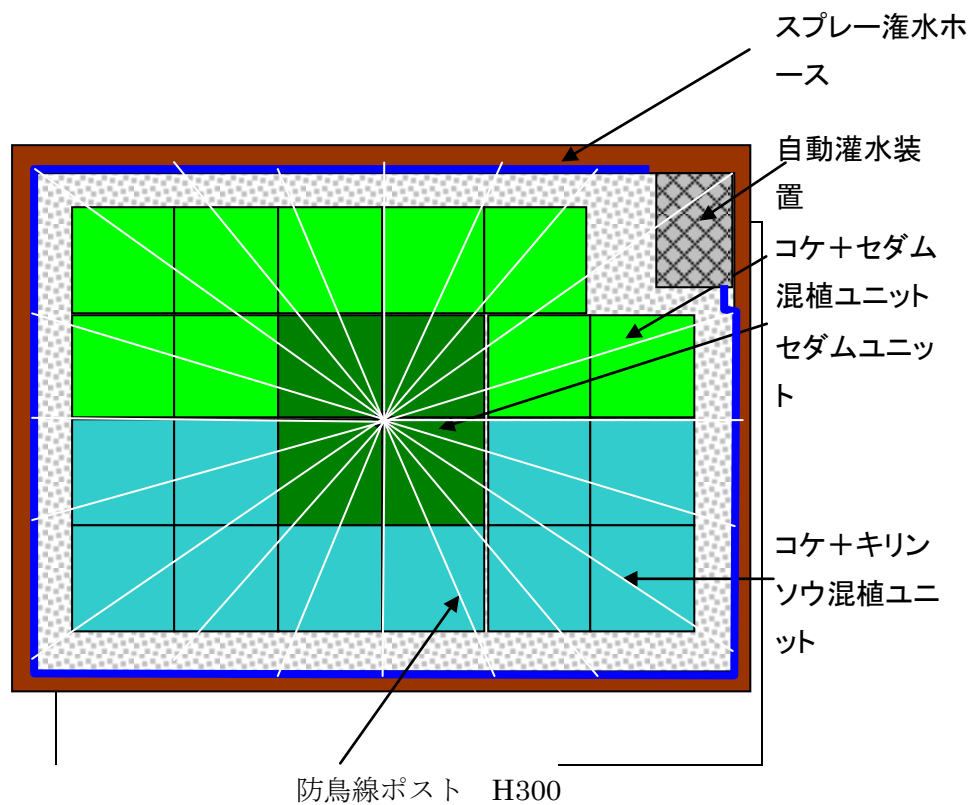 スプレー潅水ホ
ース
自動灌水装
置
コケ＋セダム
混植ユニット
セダムユニッ
ト
コケ＋キリン
ソウ混植ユニ
ット
防鳥線ポスト　H300